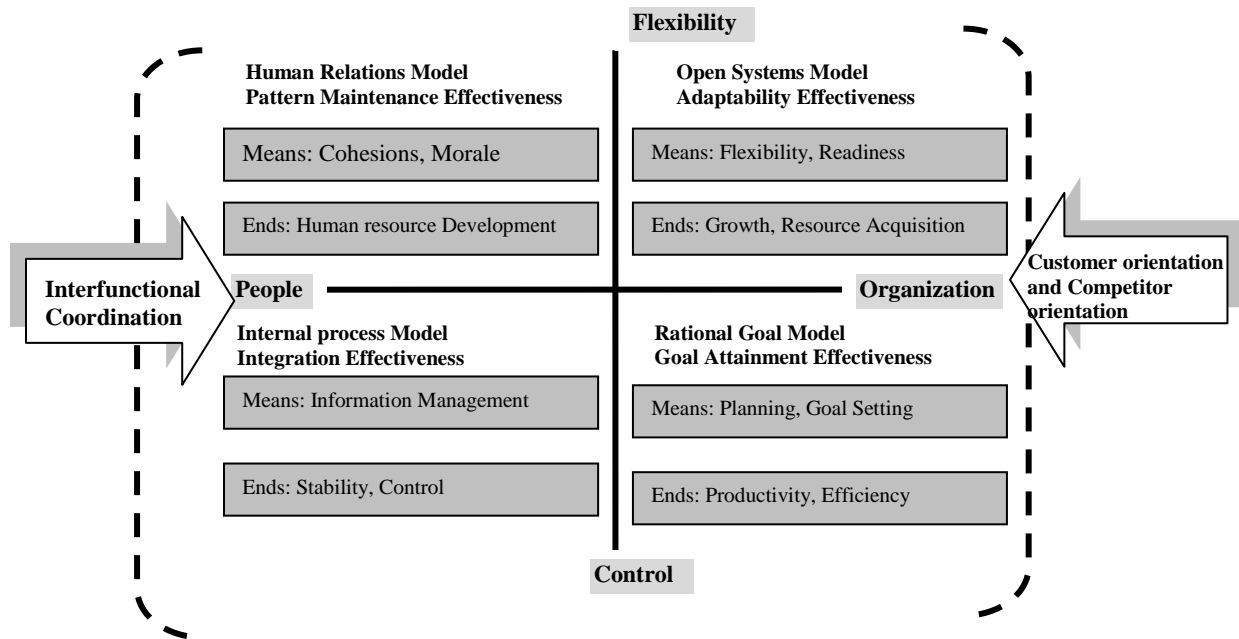 Flexibility
Human Relations Model
Pattern Maintenance Effectiveness
Open Systems Model
Adaptability Effectiveness
Means: Cohesions, Morale
Means: Flexibility, Readiness
Ends: Human resource Development
Ends: Growth, Resource Acquisition
Interfunctional
Coordination
People
Organization
Customer orientation
and Competitor
orientation
Internal process Model
Integration Effectiveness
Rational Goal Model
Goal Attainment Effectiveness
Means: Information Management
Means: Planning, Goal Setting
Ends: Stability, Control
Ends: Productivity, Efficiency
Control